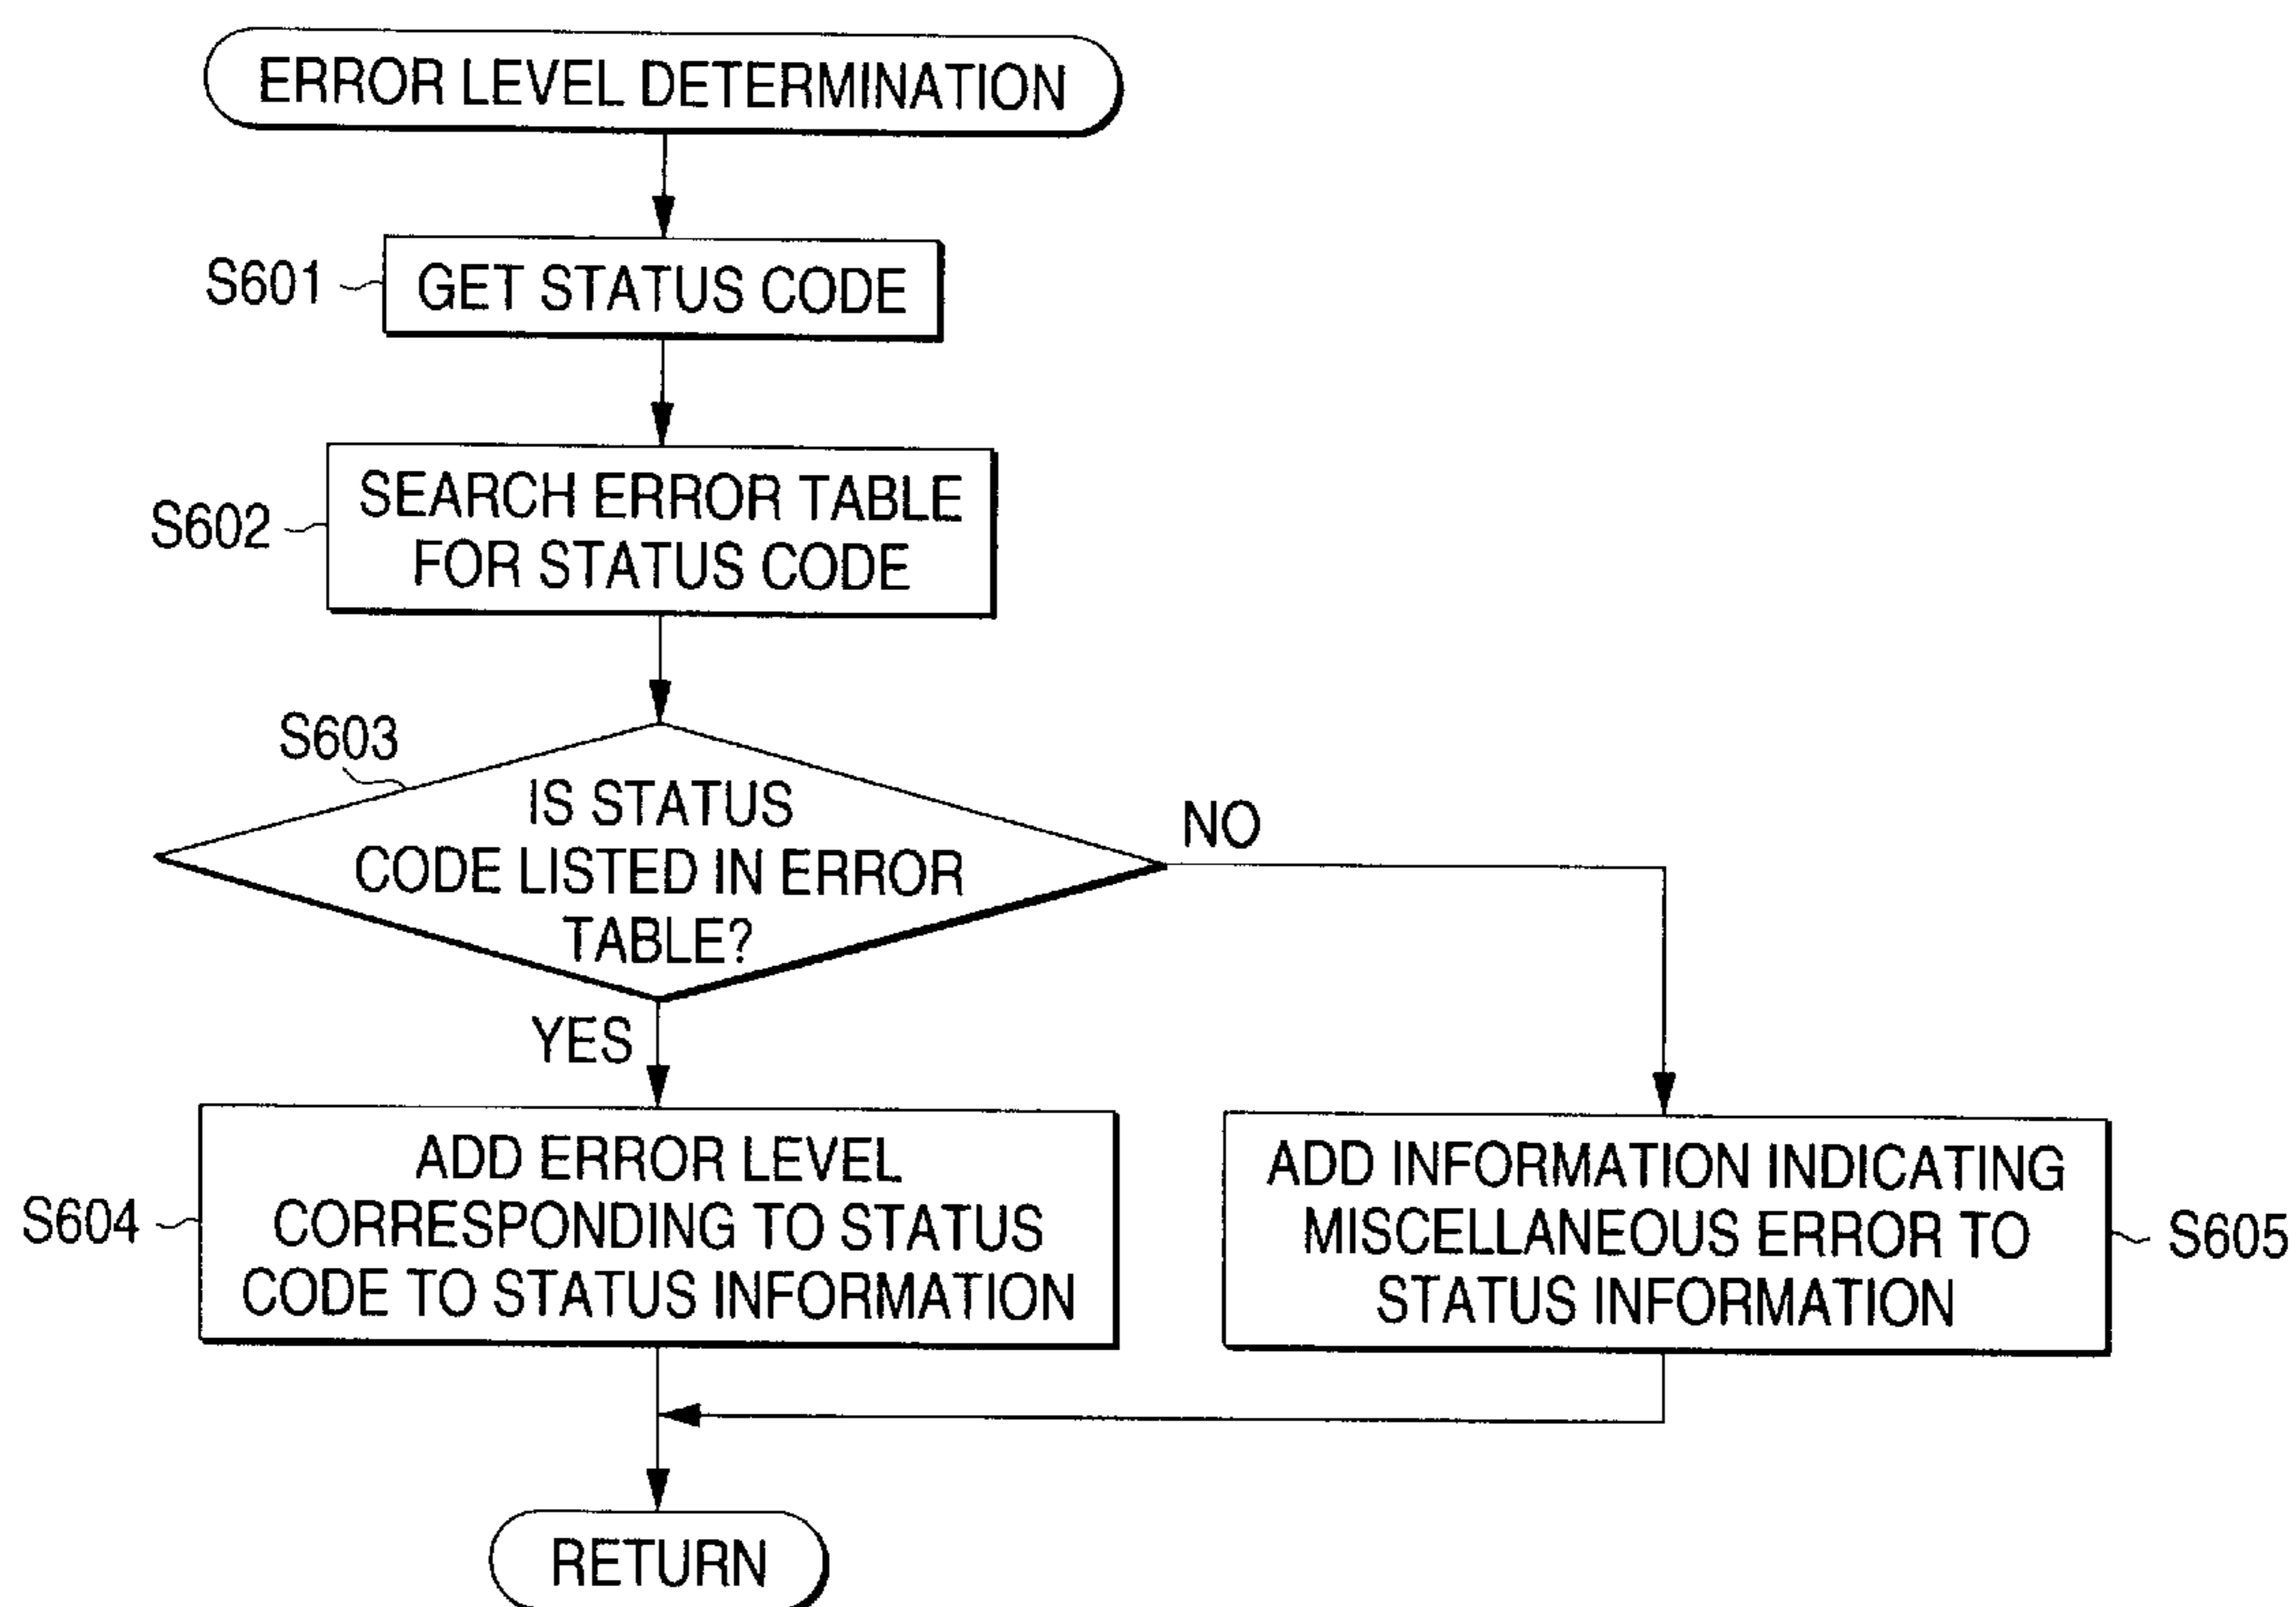 ERROR LEVEL DETERMINATION
S601
GET STATUS CODE
S602
SEARCH ERROR TABLE
FOR STATUS CODE
S603
IS STATUS
CODE LISTED IN ERROR
TABLE?
NO
YES
S604
ADD ERROR LEVEL
CORRESPONDING TO STATUS
CODE TO STATUS INFORMATION
ADD INFORMATION INDICATING
MISCELLANEOUS ERROR TO
STATUS INFORMATION
S605
RETURN